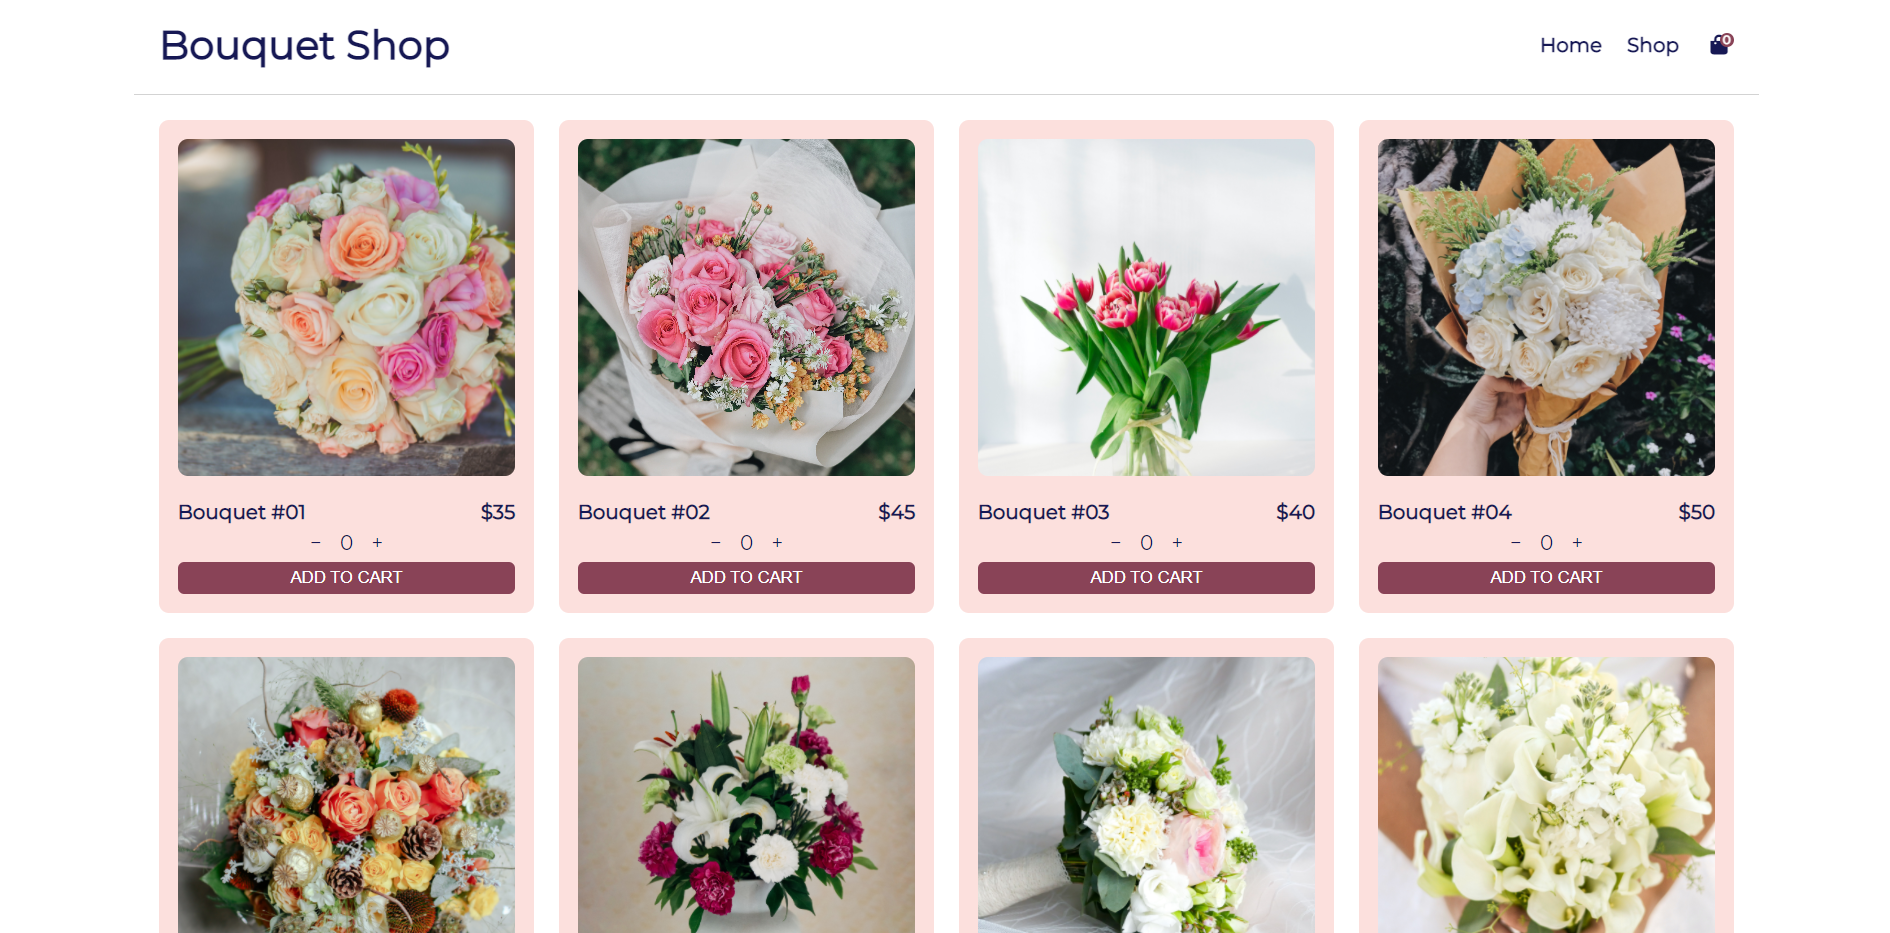 Bouquet Shop
Home Shop 0
Bouquet #01 $35
− 0 +
ADD TO CART
Bouquet #02 $45
− 0 +
ADD TO CART
Bouquet #03 $40
− 0 +
ADD TO CART
Bouquet #04 $50
− 0 +
ADD TO CART